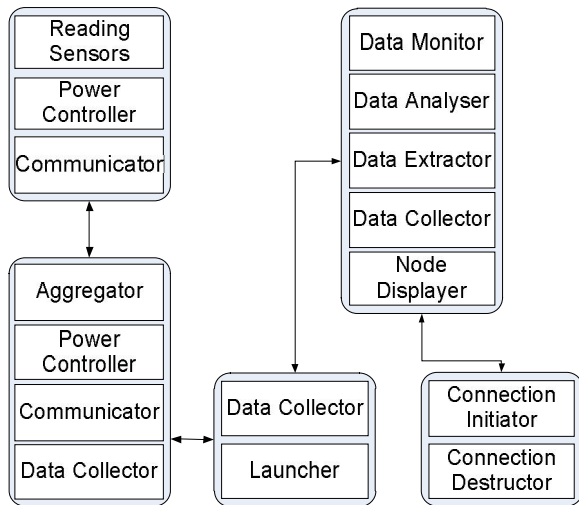 Reading
Sensors
Power
Controller
Communicator
Aggregator
Power
Controller
Communicator
Data Collector
Data Collector
Launcher
Data Monitor
Data Analyser
Data Extractor
Data Collector
Node
Displayer
Connection
Initiator
Connection
Destructor